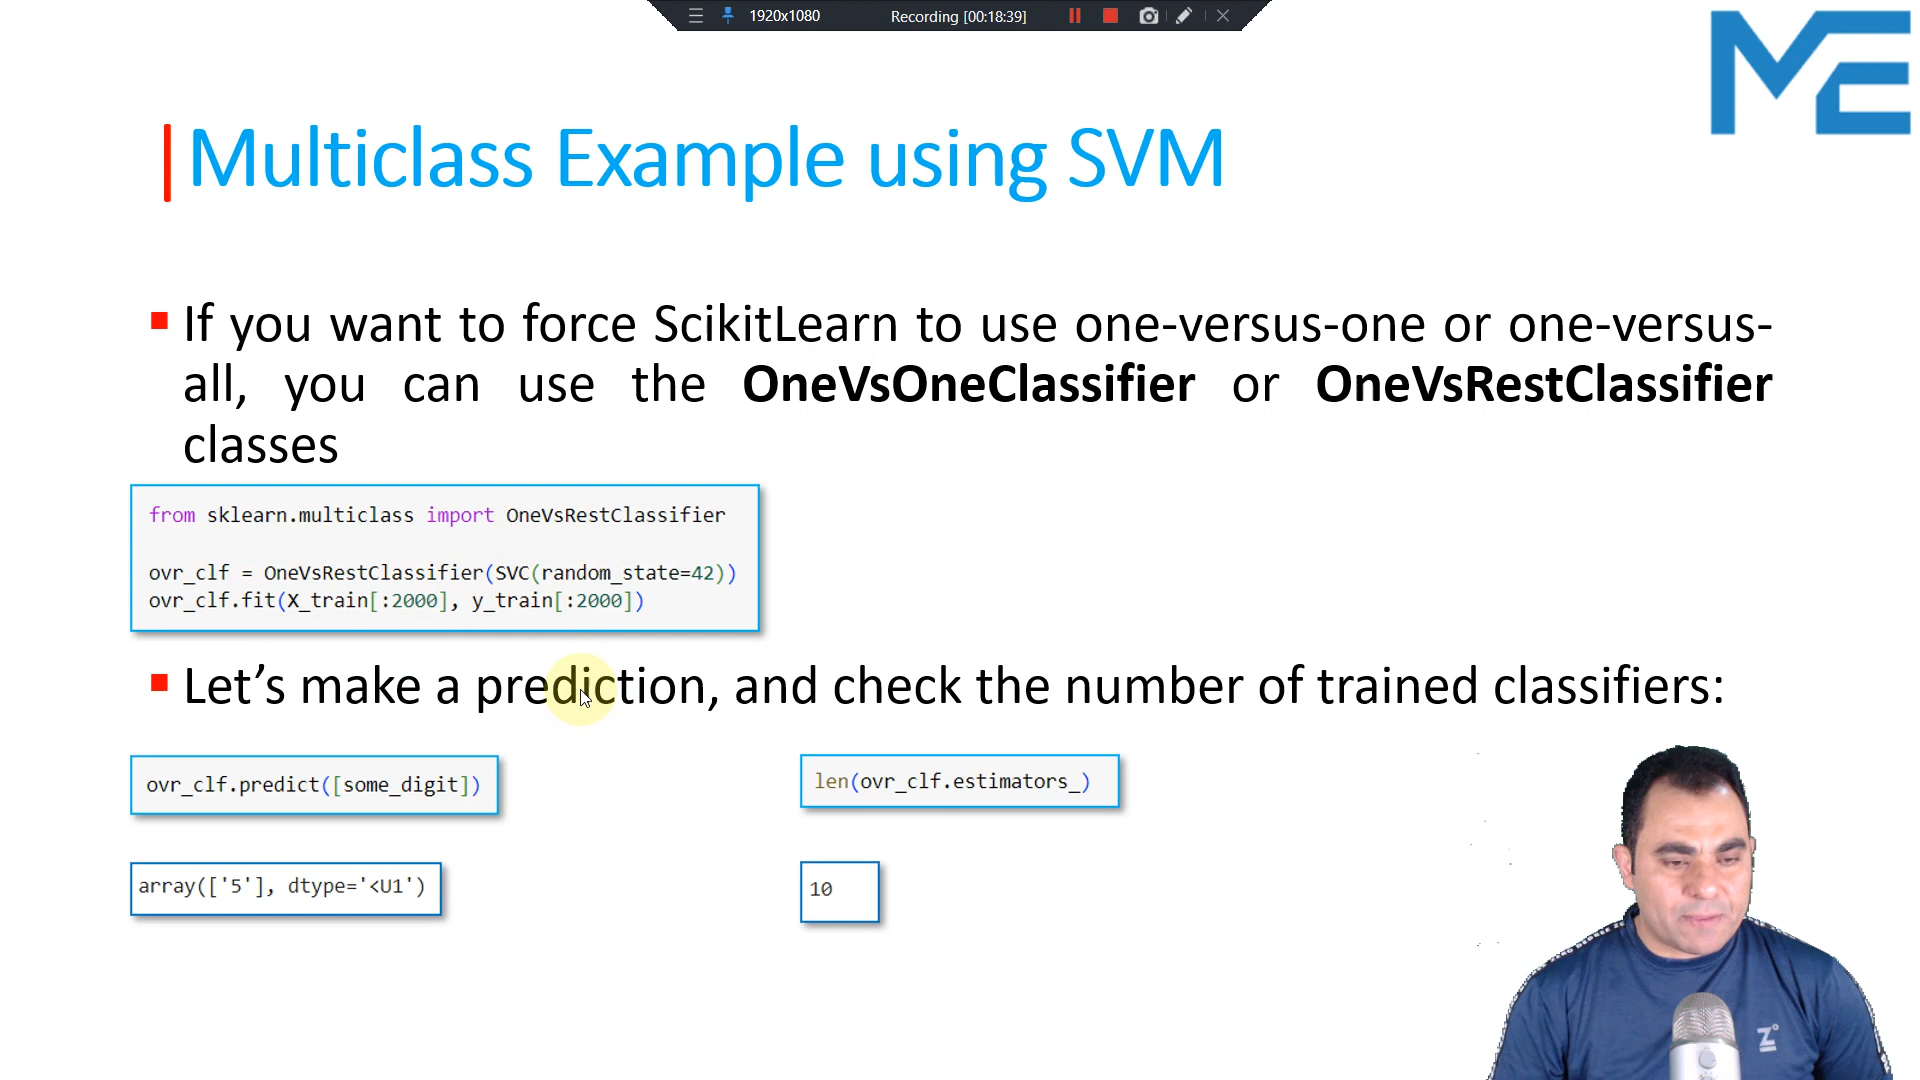 1920x1080
Recording [00:18:39]
ME
Multiclass Example using SVM
If you want to force ScikitLearn to use one-versus-one or one-versus-
all, you can use the OneVsOneClassifier or OneVsRestClassifier
classes
from sklearn.multiclass import OneVsRestClassifier
ovr_clf = OneVsRestClassifier(SVC(random_state=42))
ovr_clf.fit(X_train[:2000], y_train[:2000])
Let’s make a prediction, and check the number of trained classifiers:
ovr_clf.predict([some_digit])
len(ovr_clf.estimators_)
array(['5'], dtype='<U1')
10